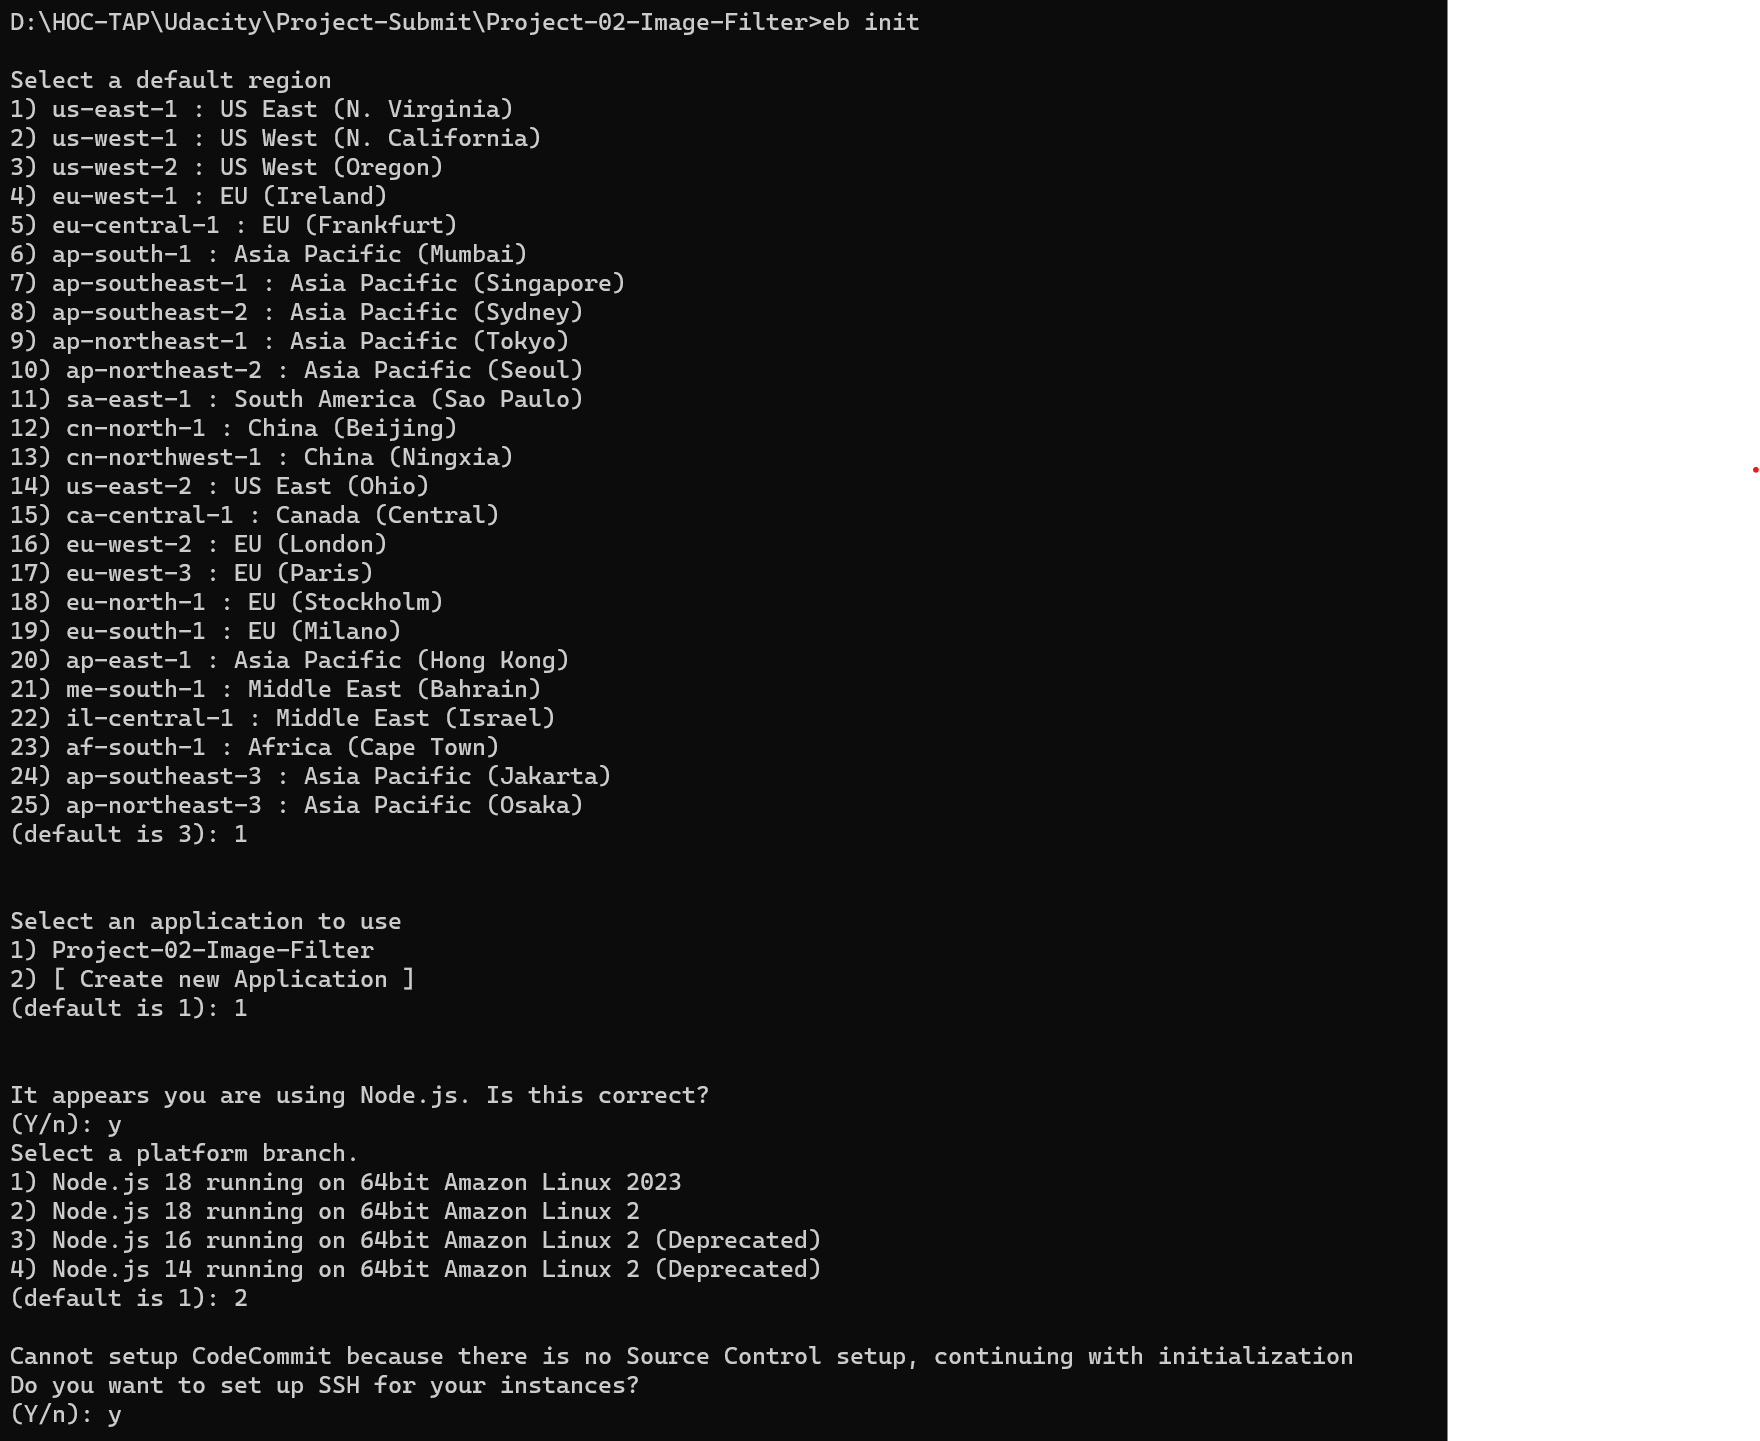 D:\HOC-TAP\Udacity\Project-Submit\Project-02-Image-Filter>eb init
Select a default region
1) us-east-1 : US East (N. Virginia)
2) us-west-1 : US West (N. California)
3) us-west-2 : US West (Oregon)
4) eu-west-1 : EU (Ireland)
5) eu-central-1 : EU (Frankfurt)
6) ap-south-1 : Asia Pacific (Mumbai)
7) ap-southeast-1 : Asia Pacific (Singapore)
8) ap-southeast-2 : Asia Pacific (Sydney)
9) ap-northeast-1 : Asia Pacific (Tokyo)
10) ap-northeast-2 : Asia Pacific (Seoul)
11) sa-east-1 : South America (Sao Paulo)
12) cn-north-1 : China (Beijing)
13) cn-northwest-1 : China (Ningxia)
14) us-east-2 : US East (Ohio)
15) ca-central-1 : Canada (Central)
16) eu-west-2 : EU (London)
17) eu-west-3 : EU (Paris)
18) eu-north-1 : EU (Stockholm)
19) eu-south-1 : EU (Milano)
20) ap-east-1 : Asia Pacific (Hong Kong)
21) me-south-1 : Middle East (Bahrain)
22) il-central-1 : Middle East (Israel)
23) af-south-1 : Africa (Cape Town)
24) ap-southeast-3 : Asia Pacific (Jakarta)
25) ap-northeast-3 : Asia Pacific (Osaka)
(default is 3): 1
Select an application to use
1) Project-02-Image-Filter
2) [ Create new Application ]
(default is 1): 1
It appears you are using Node.js. Is this correct?
(Y/n): y
Select a platform branch.
1) Node.js 18 running on 64bit Amazon Linux 2023
2) Node.js 18 running on 64bit Amazon Linux 2
3) Node.js 16 running on 64bit Amazon Linux 2 (Deprecated)
4) Node.js 14 running on 64bit Amazon Linux 2 (Deprecated)
(default is 1): 2
Cannot setup CodeCommit because there is no Source Control setup, continuing with initialization
Do you want to set up SSH for your instances?
(Y/n): y